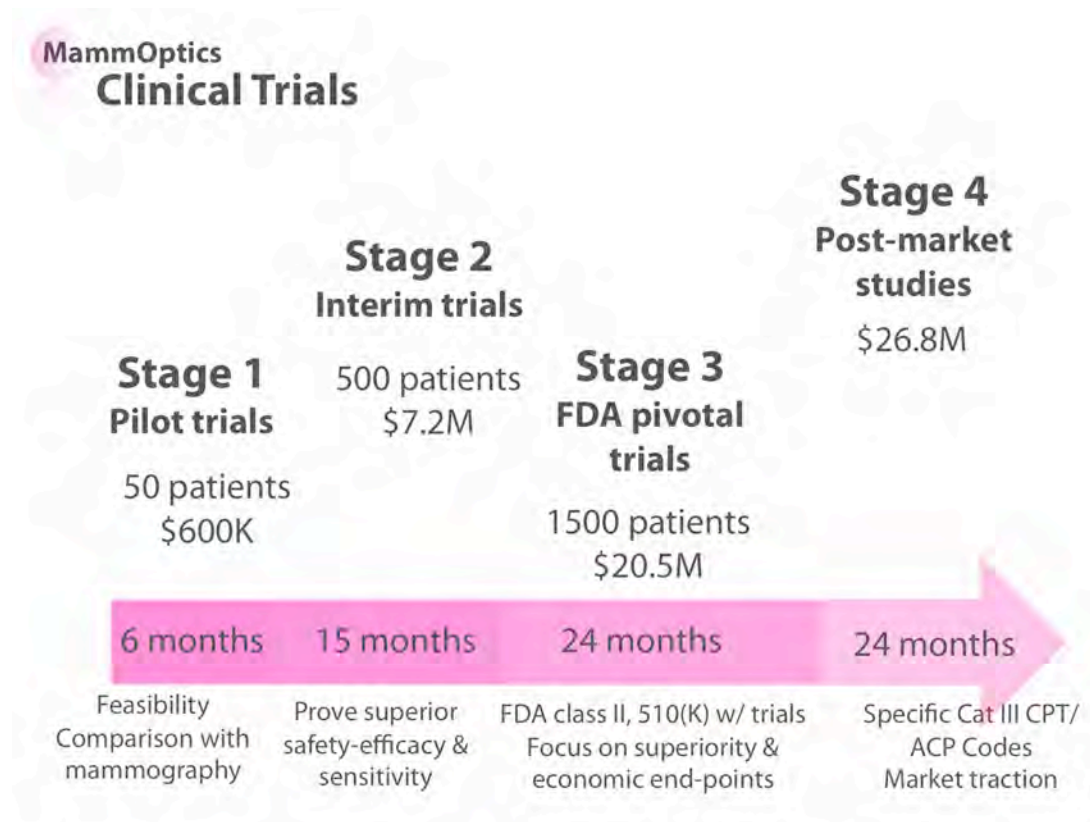 MammOptics
Clinical Trials
Stage 1
Pilot trials
50 patients
$600K
Stage 2
Interim trials
500 patients
$7.2M
Stage 3
FDA pivotal
trials
1500 patients
$20.5M
Stage 4
Post-market
studies
$26.8M
6 months
15 months
24 months
24 months
Feasibility
Comparison with
mammography
Prove superior
safety-efficacy &
sensitivity
FDA class II, 510(K) w/ trials
Focus on superiority &
economic end-points
Specific Cat III CPT/
ACP Codes
Market traction